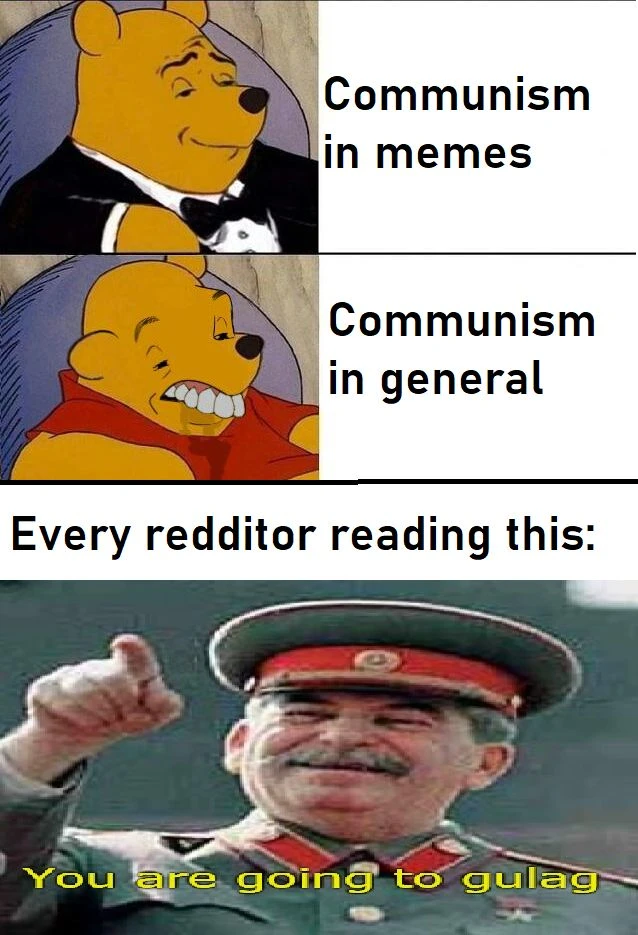 Communism
in memes
Communism
in general
Every redditor reading this:
You are going to gulag